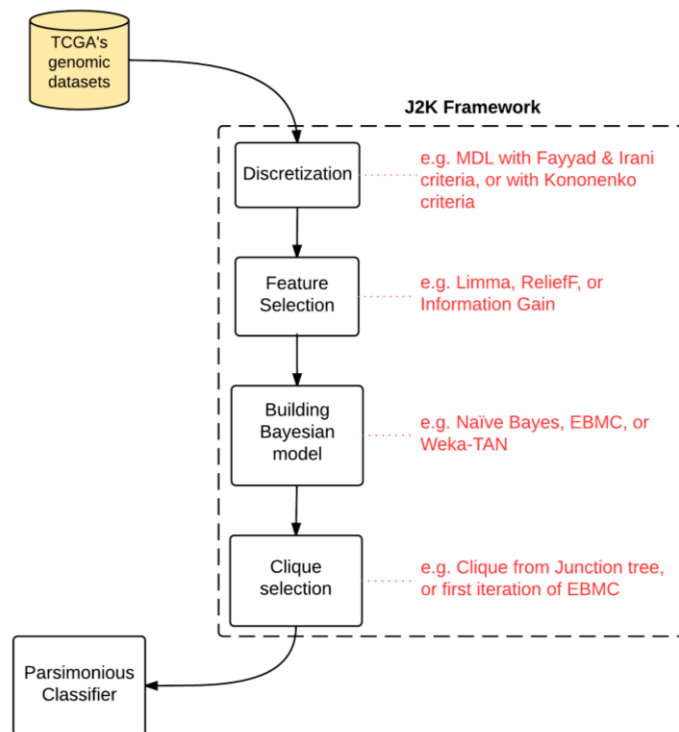 TCGA's
genomic
datasets
J2K Framework
Discretization
e.g. MDL with Fayyad & Irani
criteria, or with Kononenko
criteria
Feature
Selection
e.g. Limma, ReliefF, or
Information Gain
Building
Bayesian
model
e.g. Naïve Bayes, EBMC, or
Weka-TAN
Clique
selection
e.g. Clique from Junction tree,
or first iteration of EBMC
Parsimonious
Classifier